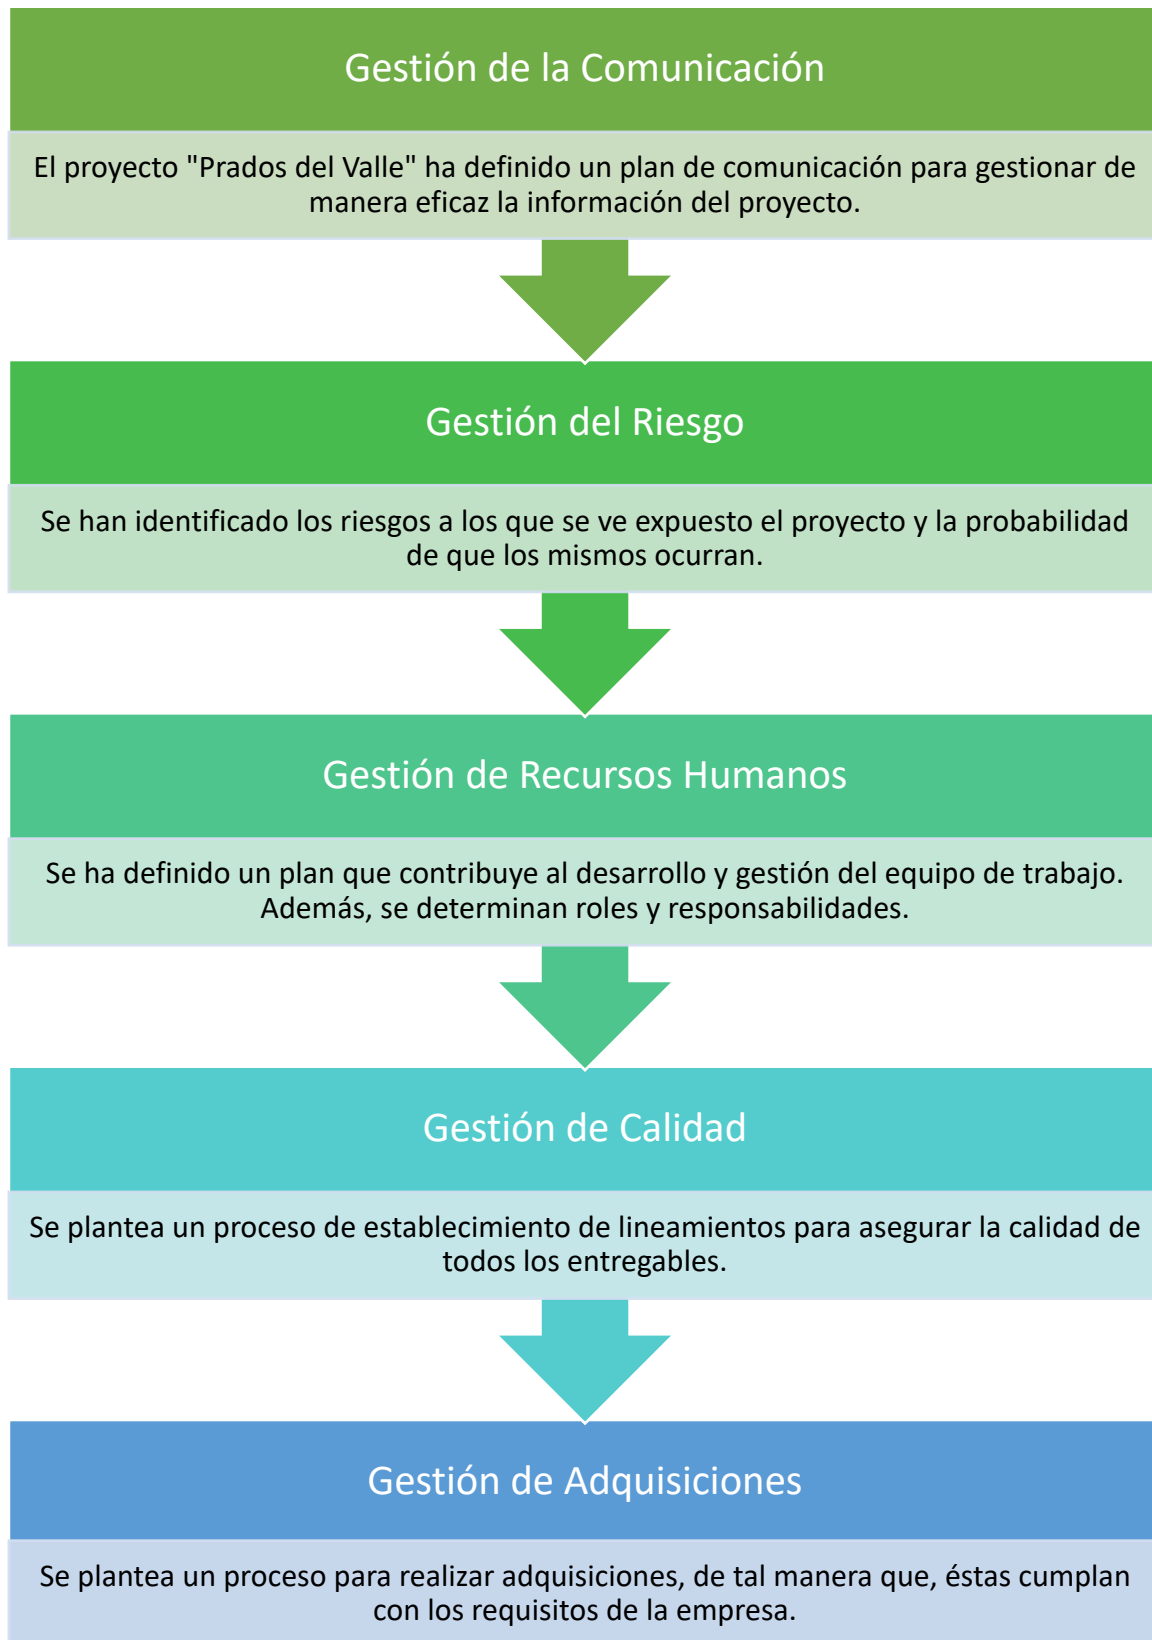 Gestión de la Comunicación
El proyecto "Prados del Valle" ha definido un plan de comunicación para gestionar de
manera eficaz la información del proyecto.
Gestión del Riesgo
Se han identificado los riesgos a los que se ve expuesto el proyecto y la probabilidad
de que los mismos ocurran.
Gestión de Recursos Humanos
Se ha definido un plan que contribuye al desarrollo y gestión del equipo de trabajo.
Además, se determinan roles y responsabilidades.
Gestión de Calidad
Se plantea un proceso de establecimiento de lineamientos para asegurar la calidad de
todos los entregables.
Gestión de Adquisiciones
Se plantea un proceso para realizar adquisiciones, de tal manera que, éstas cumplan
con los requisitos de la empresa.